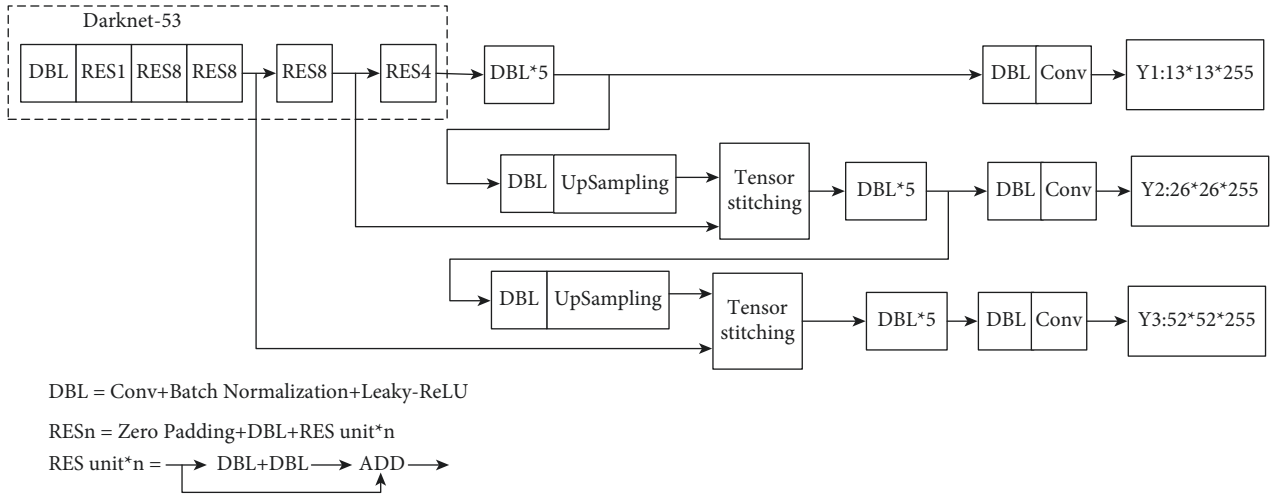 Darknet-53
DBL RES1 RES8 RES8 RES8 RES4 DBL*5 DBL Conv Y1:13*13*255
DBL UpSampling Tensor stitching DBL*5 DBL Conv Y2:26*26*255
DBL UpSampling Tensor stitching DBL*5 DBL Conv Y3:52*52*255
DBL = Conv+Batch Normalization+Leaky-ReLU
RESn = Zero Padding+DBL+RES unit*n
RES unit*n = DBL+DBL ADD